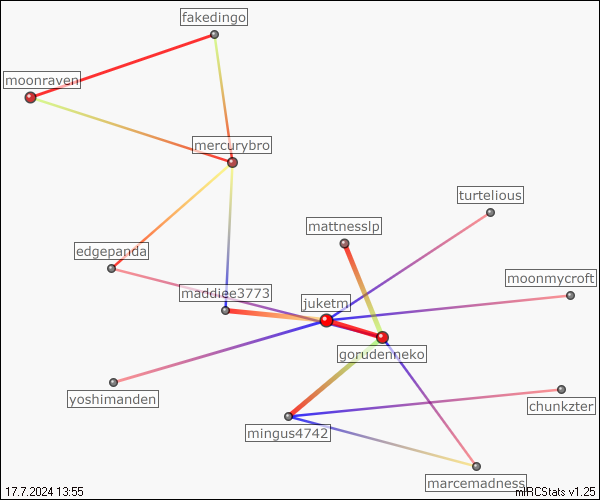 fakedingo
moonraven
mercurybro
turtelious
mattnesslp
edgepanda
moonmycroft
maddiee3773
juketm
gorudenneko
yoshimanden
chunkzter
mingus4742
marcemadness
17.7.2024 13:55
mIRCStats v1.25